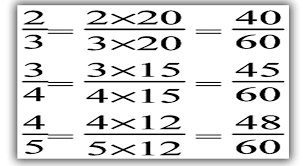 2/3 = 2×20/3×20 = 40/60
3/4 = 3×15/4×15 = 45/60
4/5 = 4×12/5×12 = 48/60